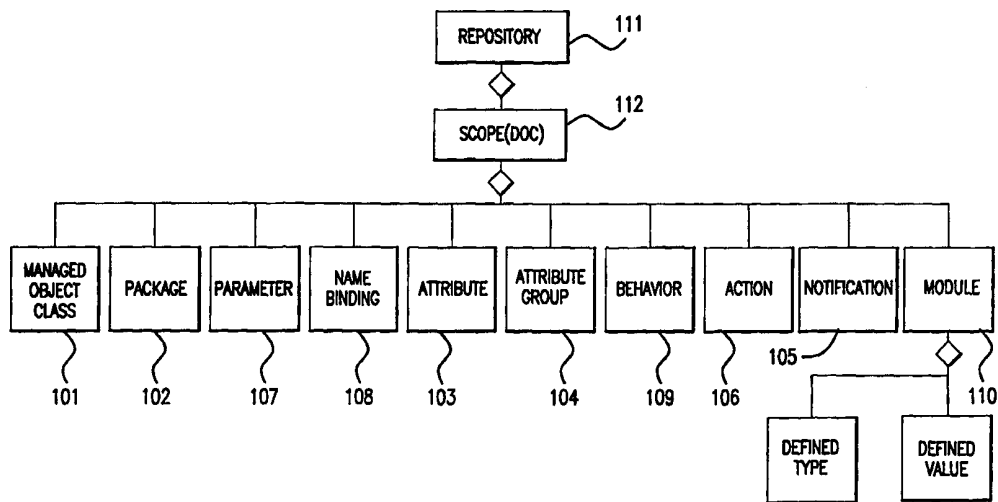 REPOSITORY
111
SCOPE(DOC)
112
MANAGED
OBJECT
CLASS
PACKAGE
PARAMETER
NAME
BINDING
ATTRIBUTE
ATTRIBUTE
GROUP
BEHAVIOR
ACTION
NOTIFICATION
MODULE
101
102
107
108
103
104
109
106
105
110
DEFINED
TYPE
DEFINED
VALUE